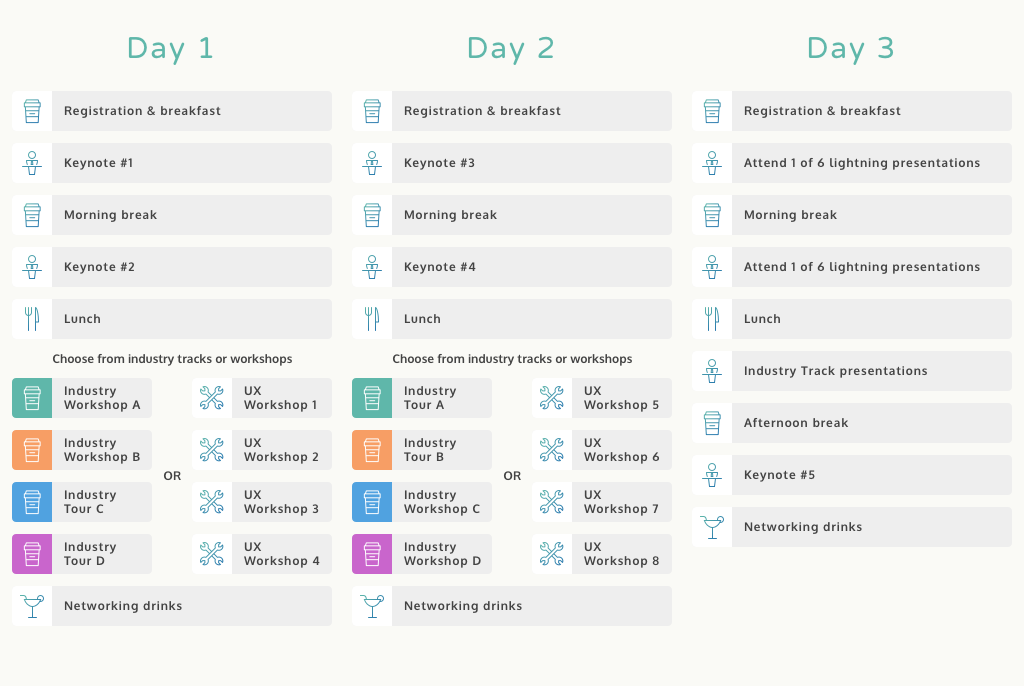 Day 1
Registration & breakfast
Keynote #1
Morning break
Keynote #2
Lunch
Choose from industry tracks or workshops
Industry
Workshop A
Industry
Workshop B
Industry
Tour C
Industry
Tour D
OR
UX
Workshop 1
UX
Workshop 2
UX
Workshop 3
UX
Workshop 4
Networking drinks
Day 2
Registration & breakfast
Keynote #3
Morning break
Keynote #4
Lunch
Choose from industry tracks or workshops
Industry
Tour A
Industry
Tour B
Industry
Workshop C
Industry
Workshop D
OR
UX
Workshop 5
UX
Workshop 6
UX
Workshop 7
UX
Workshop 8
Networking drinks
Day 3
Registration & breakfast
Attend 1 of 6 lightning presentations
Morning break
Attend 1 of 6 lightning presentations
Lunch
Industry Track presentations
Afternoon break
Keynote #5
Networking drinks